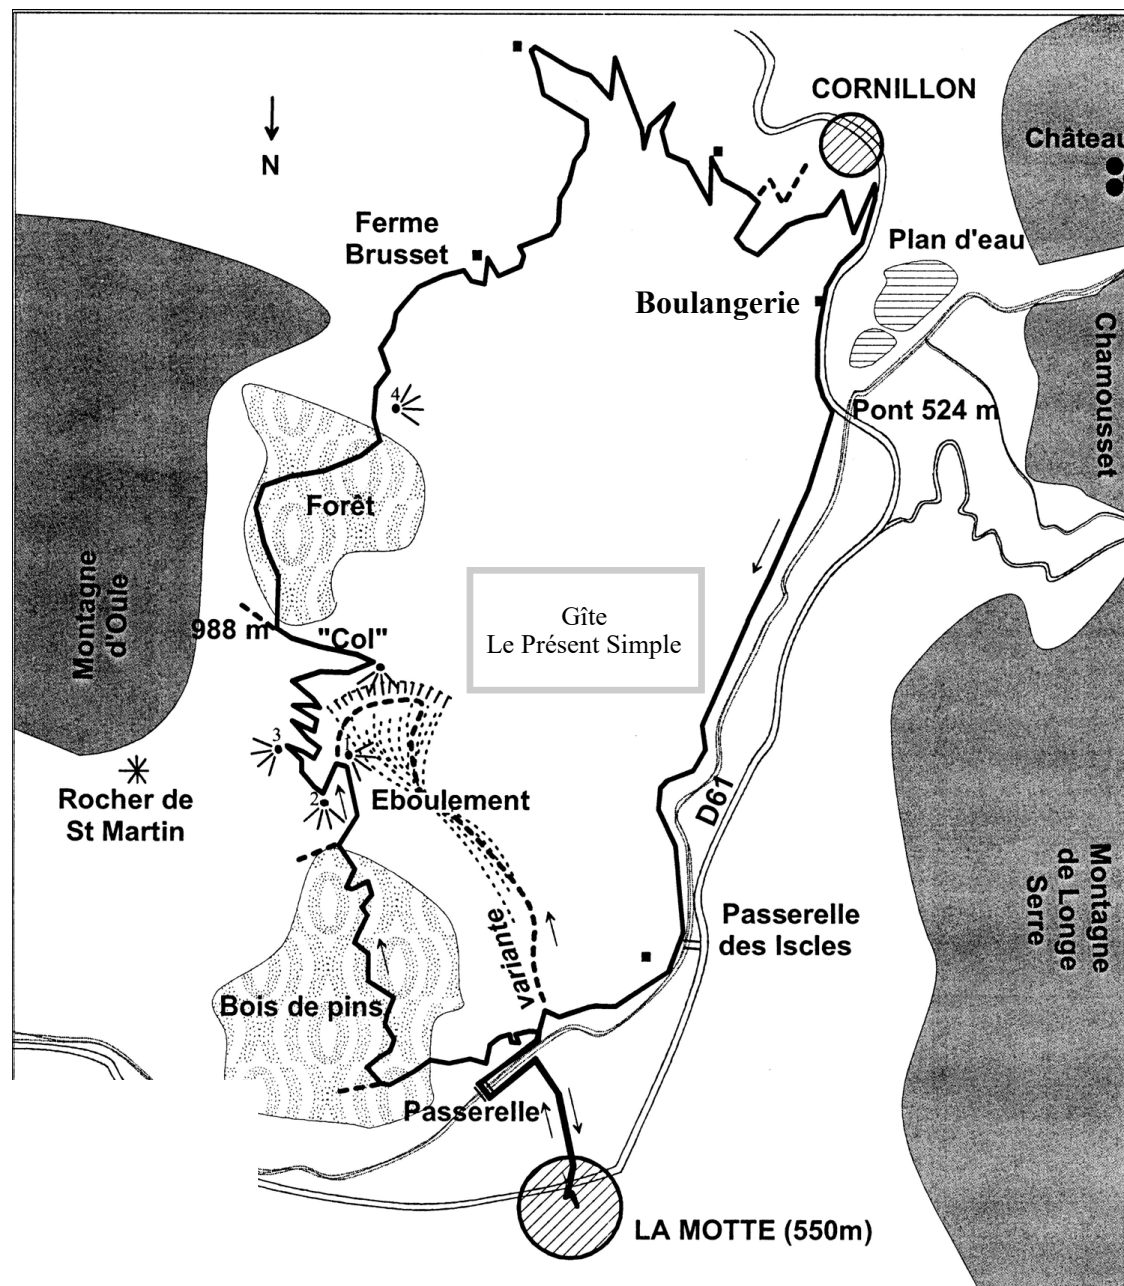 CORNILLON
Château
N
Ferme
Brusset
Plan d'eau
Boulangerie
Chamousset
4
Pont 524 m
Forêt
Montagne
d'Oule
Gîte
Le Présent Simple
988 m
"Col"
3
1
2
Rocher de
St Martin
Eboulement
D61
Montagne
de Longe
Serre
variante
Passerelle
des Iscles
Bois de pins
Passerelle
LA MOTTE (550m)